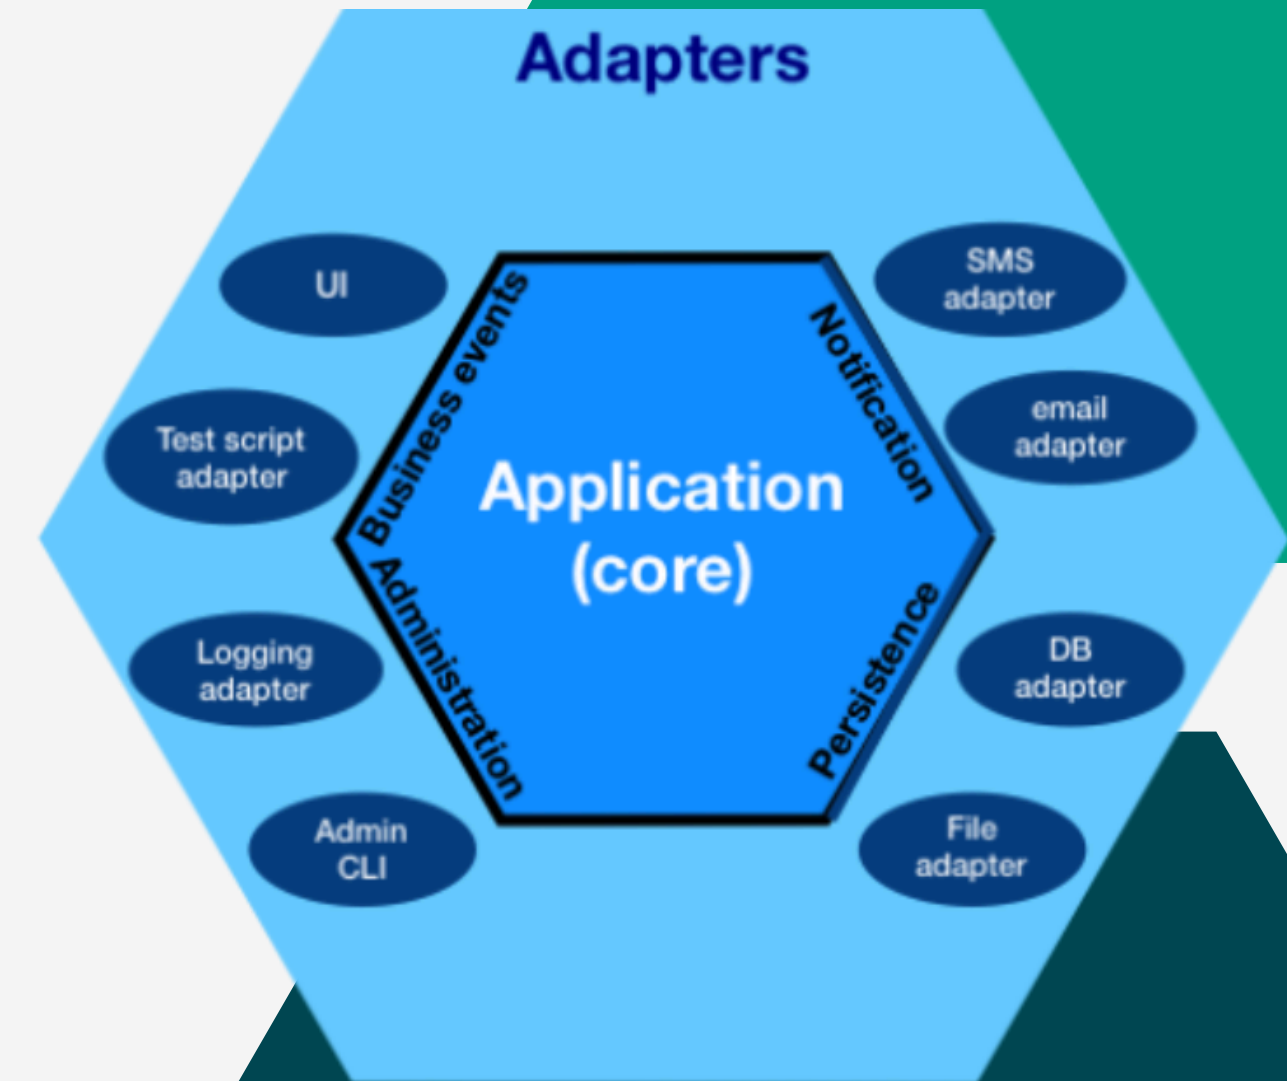 Adapters
UI
Test script
adapter
Logging
adapter
Admin
CLI
Business events
Administration
Application
(core)
Notification
Persistence
SMS
adapter
email
adapter
DB
adapter
File
adapter